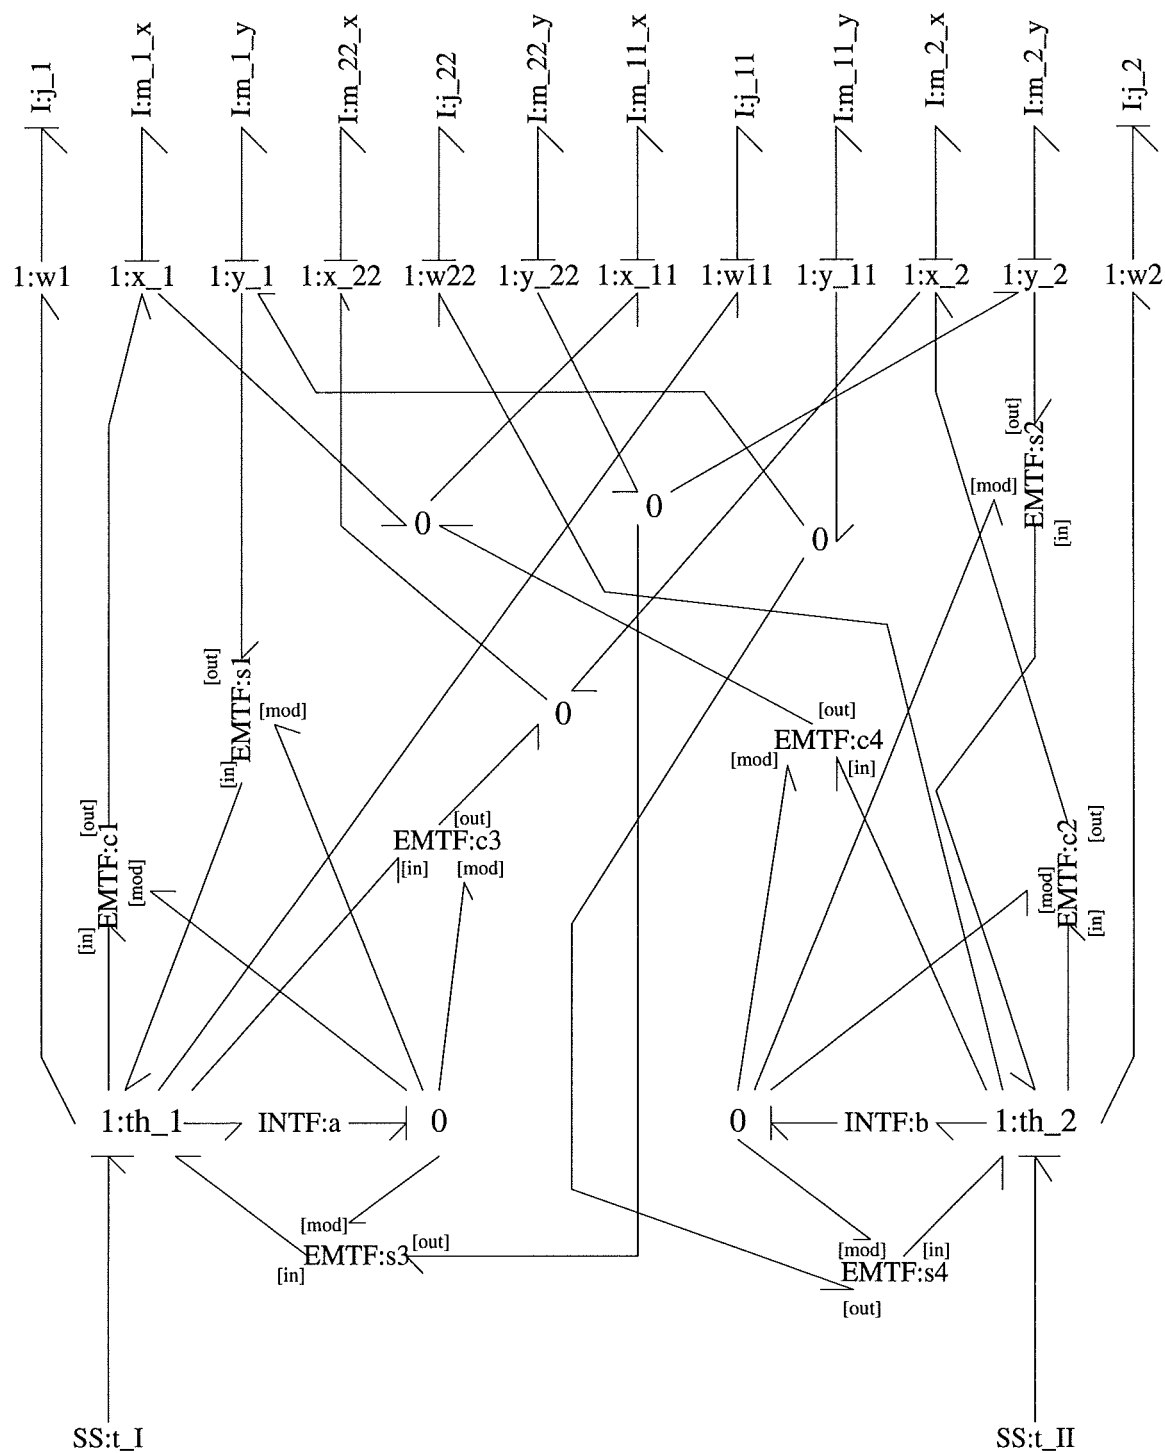 I:j_1
I:m_1_x
I:m_1_y
I:m_22_x
I:j_22
I:m_22_y
I:m_11_x
I:j_11
I:m_11_y
I:m_2_x
I:m_2_y
I:j_2
1:w1
1:x_1
1:y_1
1:x_22
1:w22
1:y_22
1:x_11
1:w11
1:y_11
1:x_2
1:y_2
1:w2
[out]
EMTF:s2
[mod]
[in]
0
0
0
[out]
EMTF:s1
[mod]
[in]
0
[out]
EMTF:c4
[mod]
[in]
[out]
EMTF:c1
[mod]
[in]
[out]
EMTF:c3
[in]
[mod]
[out]
EMTF:c2
[mod]
[in]
1:th_1
INTF:a
0
0
INTF:b
1:th_2
[mod]
EMTF:s3
[out]
[in]
[mod]
[in]
EMTF:s4
[out]
SS:t_I
SS:t_II